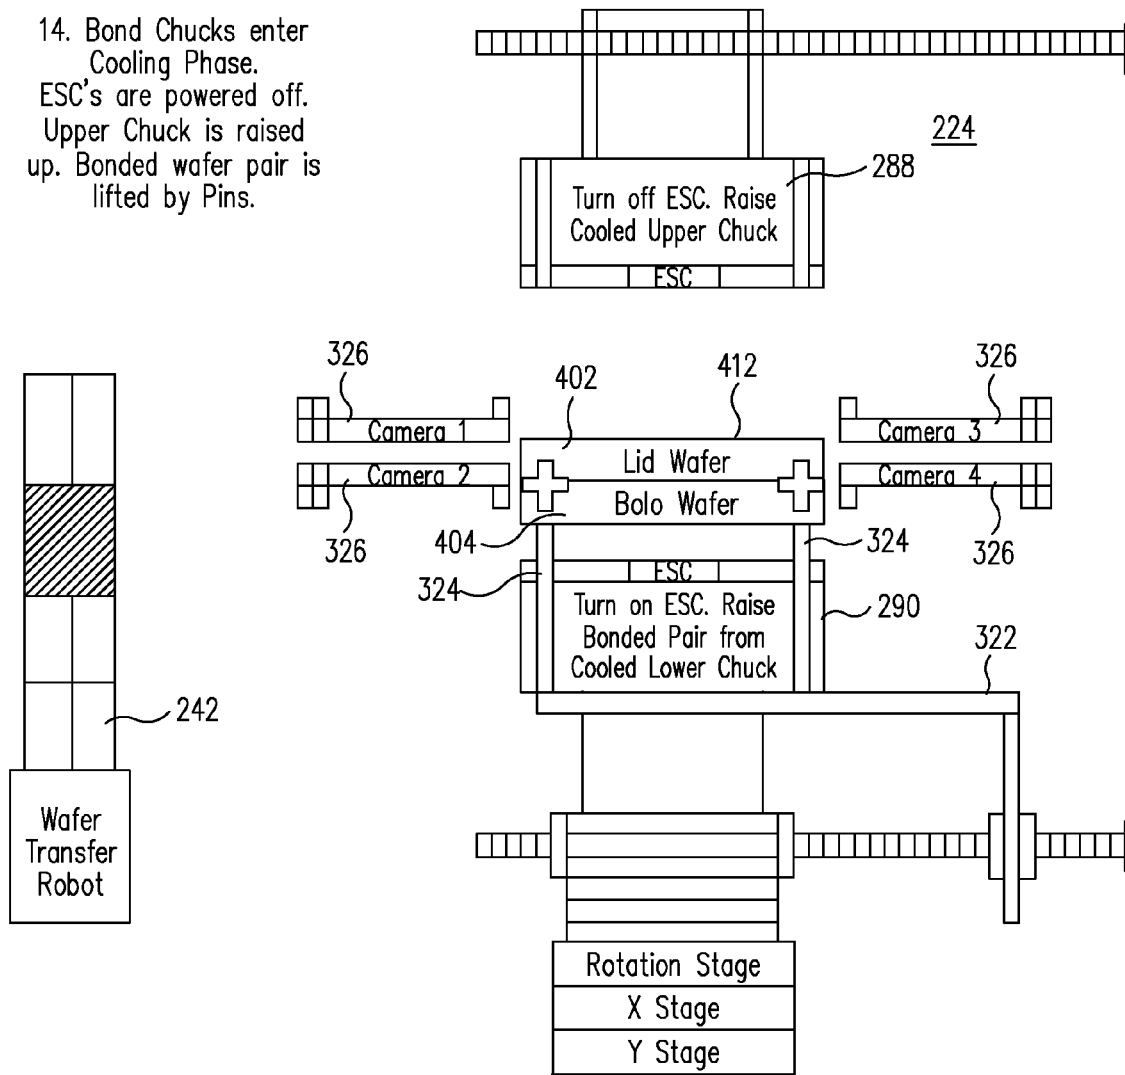 14. Bond Chucks enter
Cooling Phase.
ESC's are powered off.
Upper Chuck is raised
up. Bonded wafer pair is
lifted by Pins.
224
288
Turn off ESC. Raise
Cooled Upper Chuck
ESC
326
402
412
326
Camera 1
Camera 3
Lid Wafer
Camera 2
Camera 4
Bolo Wafer
326
404
324
326
324
ESC
Turn on ESC. Raise
Bonded Pair from
Cooled Lower Chuck
290
322
242
Wafer
Transfer
Robot
Rotation Stage
X Stage
Y Stage